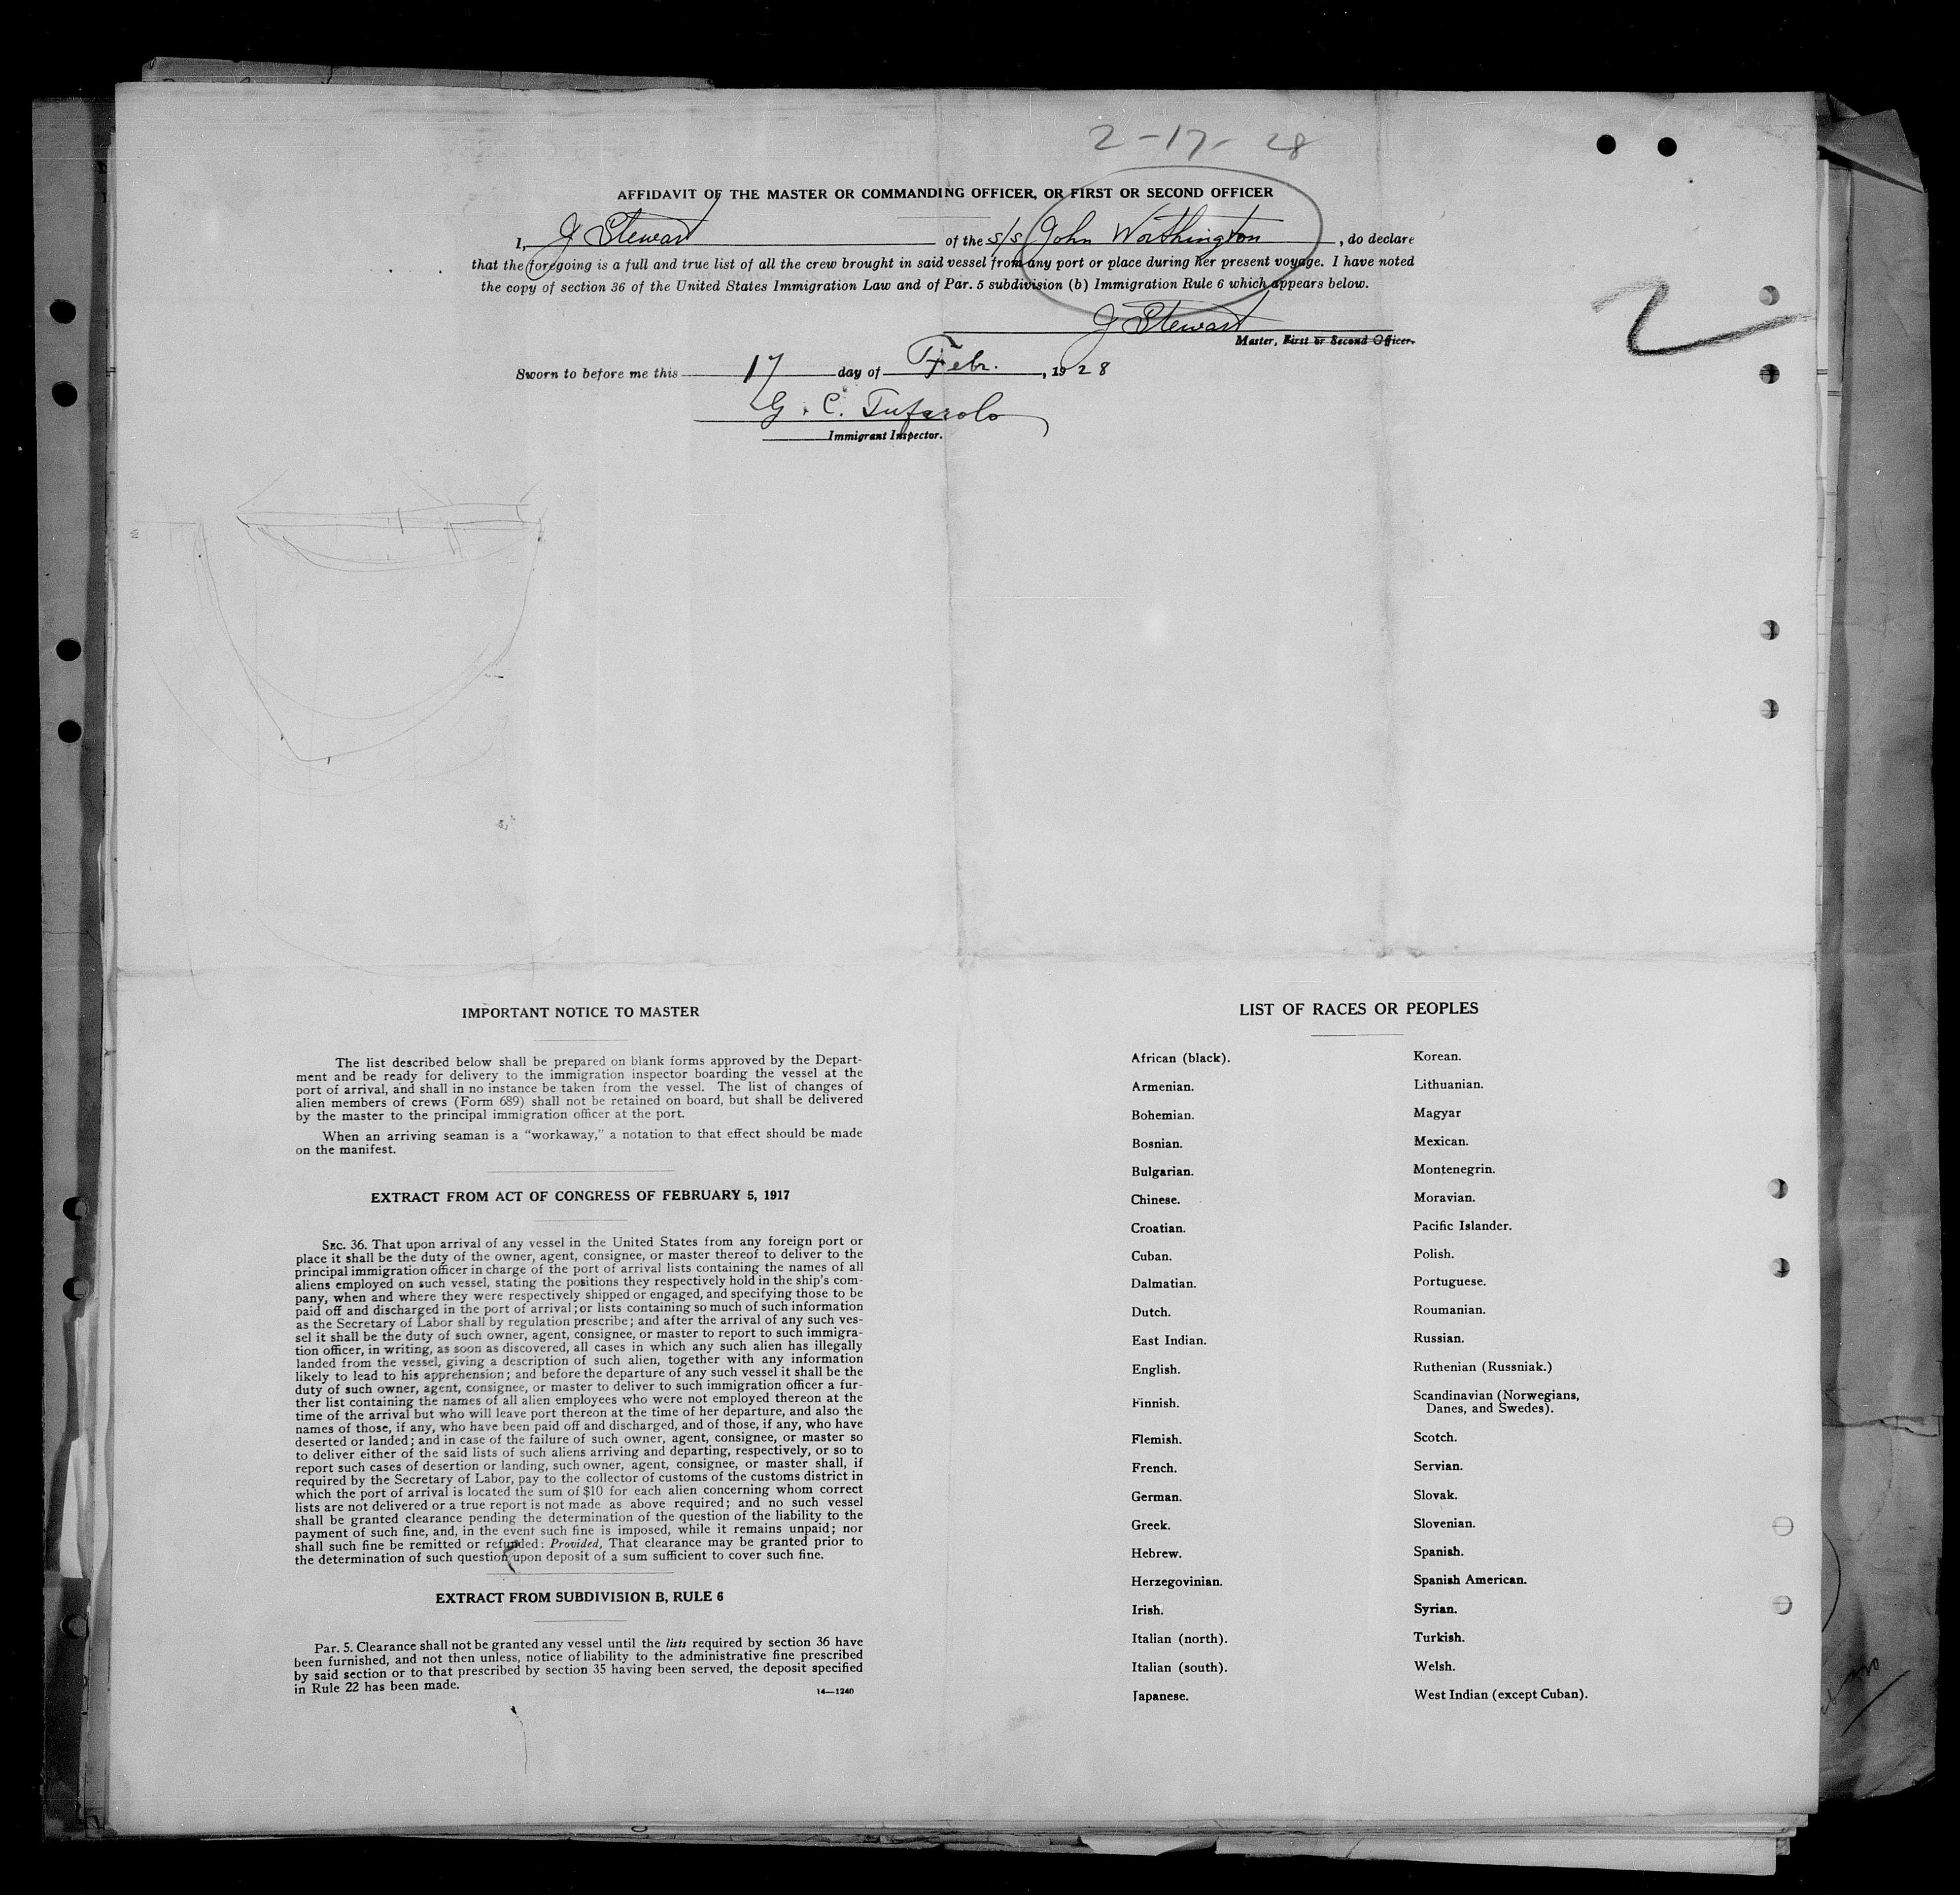 2-17-28
AFFIDAVIT OF THE MASTER OR COMMANDING OFFICER, OR FIRST OR SECOND OFFICER
I, J Stewart of the s/s John Worthington, do declare
that the foregoing is a full and true list of all the crew brought in said vessel from any port or place during her present voyage. I have noted
the copy of section 36 of the United States Immigration Law and of Par. 5 subdivision (b) Immigration Rule 6 which appears below.
J Stewart
2
Master, First or Second Officer.
Sworn to before me this 17 day of Febr., 1928
G. C. Tufarolo
Immigrant Inspector.
IMPORTANT NOTICE TO MASTER
The list described below shall be prepared on blank forms approved by the Depart-
ment and be ready for delivery to the immigration inspector boarding the vessel at the
port of arrival, and shall in no instance be taken from the vessel. The list of changes of
alien members of crews (Form 689) shall not be retained on board, but shall be delivered
by the master to the principal immigration officer at the port.
When an arriving seaman is a "workaway," a notation to that effect should be made
on the manifest.
EXTRACT FROM ACT OF CONGRESS OF FEBRUARY 5, 1917
SEC. 36. That upon arrival of any vessel in the United States from any foreign port or
place it shall be the duty of the owner, agent, consignee, or master thereof to deliver to the
principal immigration officer in charge of the port of arrival lists containing the names of all
aliens employed on such vessel, stating the positions they respectively hold in the ship's com-
pany, when and where they were respectively shipped or engaged, and specifying those to be
paid off and discharged in the port of arrival; or lists containing so much of such information
as the Secretary of Labor shall by regulation prescribe; and after the arrival of any such ves-
sel it shall be the duty of such owner, agent, consignee, or master to report to such immigra-
tion officer, in writing, as soon as discovered, all cases in which any such alien has illegally
landed from the vessel, giving a description of such alien, together with any information
likely to lead to his apprehension; and before the departure of any such vessel it shall be the
duty of such owner, agent, consignee, or master to deliver to such immigration officer a fur-
ther list containing the names of all alien employees who were not employed thereon at the
time of the arrival but who will leave port thereon at the time of her departure, and also the
names of those, if any, who have been paid off and discharged, and of those, if any, who have
deserted or landed; and in case of the failure of such owner, agent, consignee, or master so
to deliver either of the said lists of such aliens arriving and departing, respectively, or so to
report such cases of desertion or landing, such owner, agent, consignee, or master shall, if
required by the Secretary of Labor, pay to the collector of customs of the customs district in
which the port of arrival is located the sum of $10 for each alien concerning whom correct
lists are not delivered or a true report is not made as above required; and no such vessel
shall be granted clearance pending the determination of the question of the liability to the
payment of such fine, and, in the event such fine is imposed, while it remains unpaid; nor
shall such fine be remitted or refunded: Provided, That clearance may be granted prior to
the determination of such question upon deposit of a sum sufficient to cover such fine.
EXTRACT FROM SUBDIVISION B, RULE 6
Par. 5. Clearance shall not be granted any vessel until the lists required by section 36 have
been furnished, and not then unless, notice of liability to the administrative fine prescribed
by said section or to that prescribed by section 35 having been served, the deposit specified
in Rule 22 has been made.
14—1240
LIST OF RACES OR PEOPLES
African (black).
Armenian.
Bohemian.
Bosnian.
Bulgarian.
Chinese.
Croatian.
Cuban.
Dalmatian.
Dutch.
East Indian.
English.
Finnish.
Flemish.
French.
German.
Greek.
Hebrew.
Herzegovinian.
Irish.
Italian (north).
Italian (south).
Japanese.
Korean.
Lithuanian.
Magyar
Mexican.
Montenegrin.
Moravian.
Pacific Islander.
Polish.
Portuguese.
Roumanian.
Russian.
Ruthenian (Russniak.)
Scandinavian (Norwegians,
Danes, and Swedes).
Scotch.
Servian.
Slovak.
Slovenian.
Spanish.
Spanish American.
Syrian.
Turkish.
Welsh.
West Indian (except Cuban).